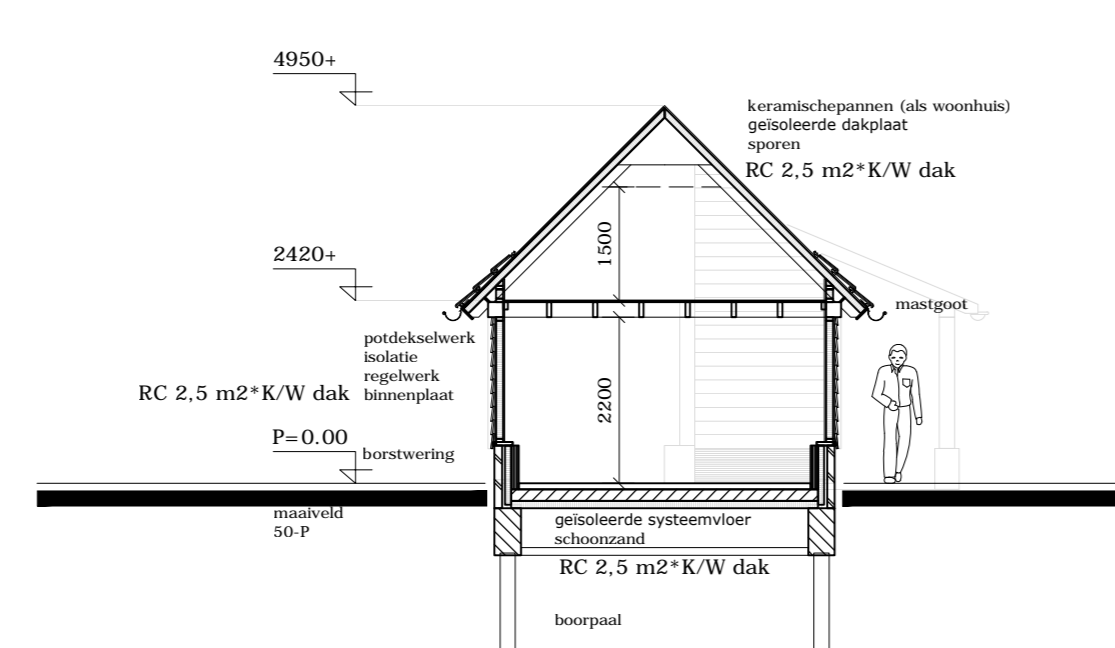 4950+
keramischepannen (als woonhuis)
geïsoleerde dakplaat
sporen
RC 2,5 m2*K/W dak
1500
2420+
mastgoot
potdekselwerk
isolatie
regelwerk
binnenplaat
RC 2,5 m2*K/W dak
2200
P=0.00
borstwering
maaiveld
50-P
geïsoleerde systeemvloer
schoonzand
RC 2,5 m2*K/W dak
boorpaal